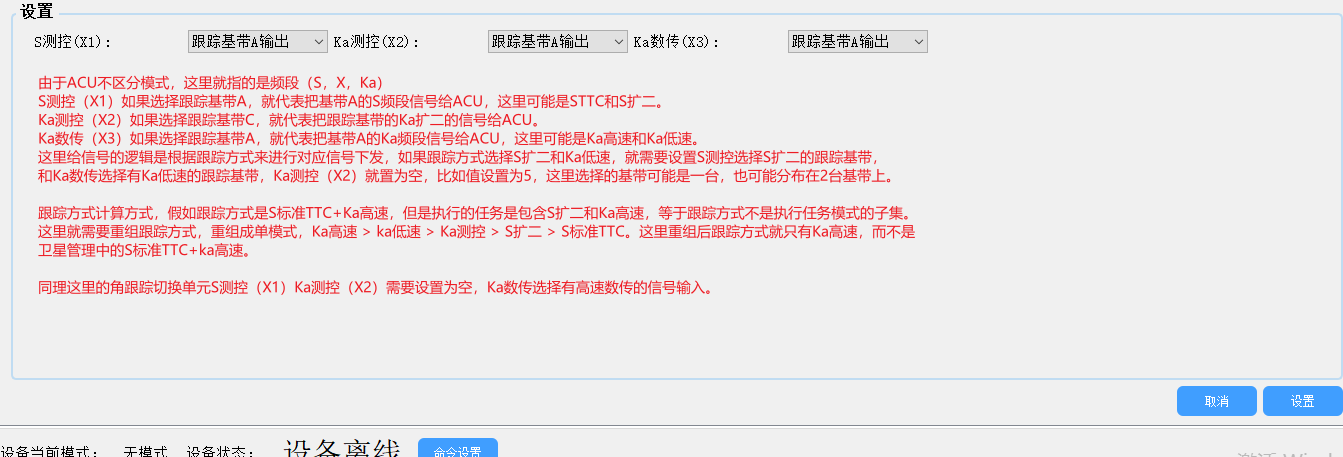 设置
S测控(X1): 跟踪基带A输出 Ka测控(X2): 跟踪基带A输出 Ka数传(X3): 跟踪基带A输出
由于ACU不区分模式，这里就指的是频段（S，X，Ka）
S测控（X1）如果选择跟踪基带A，就代表把基带A的S频段信号给ACU，这里可能是STTC和S扩二。
Ka测控（X2）如果选择跟踪基带C，就代表把跟踪基带的Ka扩二的信号给ACU。
Ka数传（X3）如果选择跟踪基带A，就代表把基带A的Ka频段信号给ACU，这里可能是Ka高速和Ka低速。
这里给信号的逻辑是根据跟踪方式来进行对应信号下发，如果跟踪方式选择S扩二和Ka低速，就需要设置S测控选择S扩二的跟踪基带，
和Ka数传选择有Ka低速的跟踪基带，Ka测控（X2）就置为空，比如值设置为5，这里选择的基带可能是一台，也可能分布在2台基带上。
跟踪方式计算方式，假如跟踪方式是S标准TTC+Ka高速，但是执行的任务是包含S扩二和Ka高速，等于跟踪方式不是执行任务模式的子集。
这里就需要重组跟踪方式，重组成单模式，Ka高速 > ka低速 > Ka测控 > S扩二 > S标准TTC。这里重组后跟踪方式就只有Ka高速，而不是
卫星管理中的S标准TTC+ka高速。
同理这里的角跟踪切换单元S测控（X1）Ka测控（X2）需要设置为空，Ka数传选择有高速数传的信号输入。
取消 设置
设备当前模式: 无模式 设备状态: 设备离线 命令设置